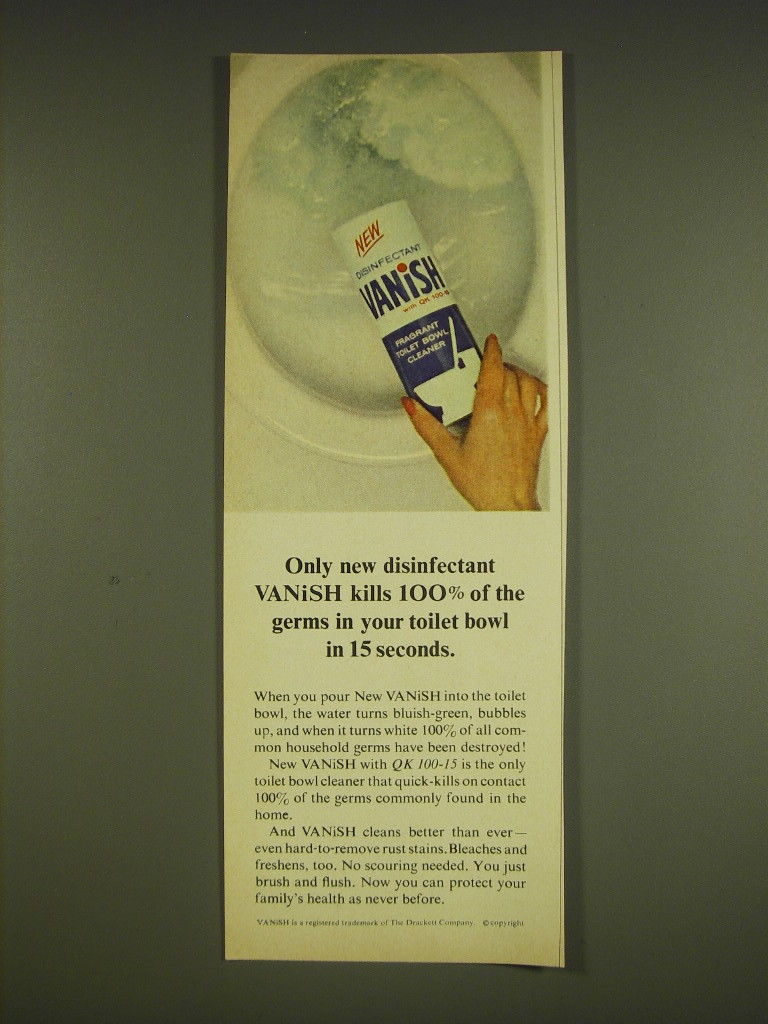 NEW
DISINFECTANT
VANiSH
with QK 100-15
FRAGRANT
TOILET BOWL
CLEANER
Only new disinfectant
VANiSH kills 100% of the
germs in your toilet bowl
in 15 seconds.
When you pour New VANiSH into the toilet
bowl, the water turns bluish-green, bubbles
up, and when it turns white 100% of all com-
mon household germs have been destroyed!
New VANiSH with QK 100-15 is the only
toilet bowl cleaner that quick-kills on contact
100% of the germs commonly found in the
home.
And VANiSH cleans better than ever—
even hard-to-remove rust stains. Bleaches and
freshens, too. No scouring needed. You just
brush and flush. Now you can protect your
family's health as never before.
VANiSH is a registered trademark of The Drackett Company. © copyright